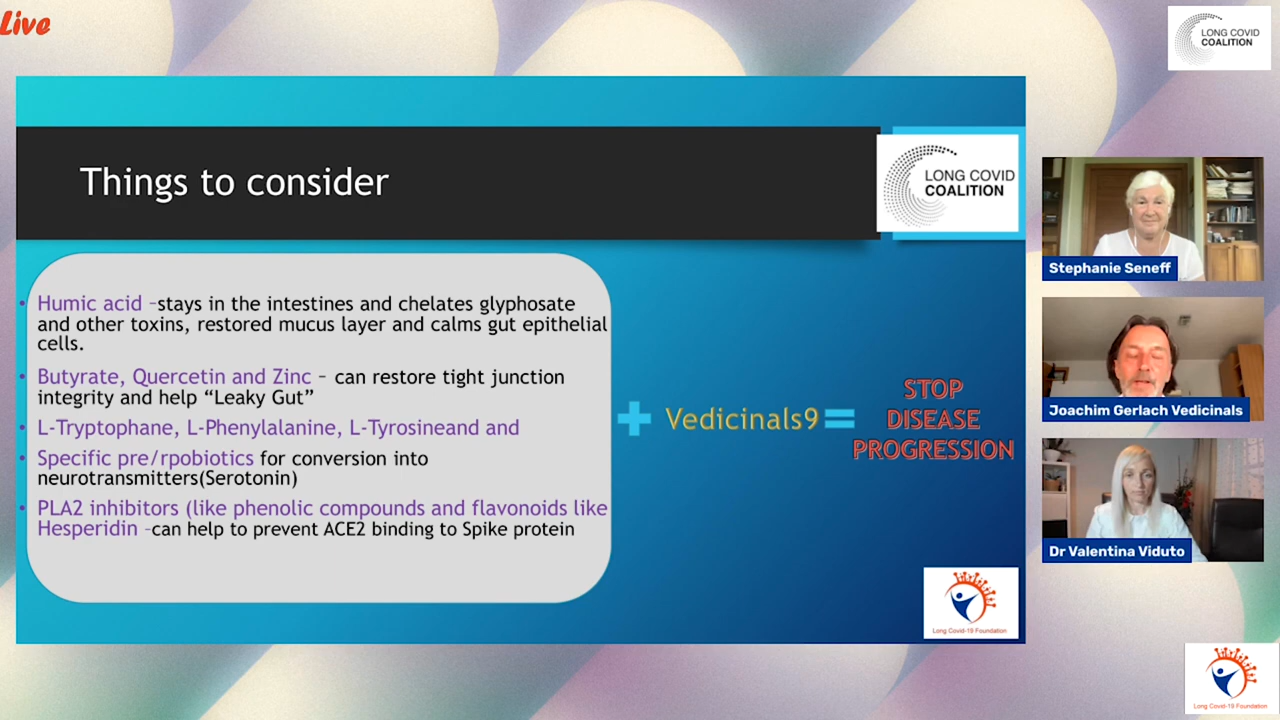 Live
LONG COVID
COALITION
Things to consider
LONG COVID
COALITION
• Humic acid –stays in the intestines and chelates glyphosate
and other toxins, restored mucus layer and calms gut epithelial
cells.
• Butyrate, Quercetin and Zinc – can restore tight junction
integrity and help “Leaky Gut”
• L-Tryptophane, L-Phenylalanine, L-Tyrosineand and
• Specific pre/rpobiotics for conversion into
neurotransmitters(Serotonin)
• PLA2 inhibitors (like phenolic compounds and flavonoids like
Hesperidin –can help to prevent ACE2 binding to Spike protein
+ Vedicinals9 =
STOP
DISEASE
PROGRESSION
Long Covid-19 Foundation
Stephanie Seneff
Joachim Gerlach Vedicinals
Dr Valentina Viduto
Long Covid-19 Foundation